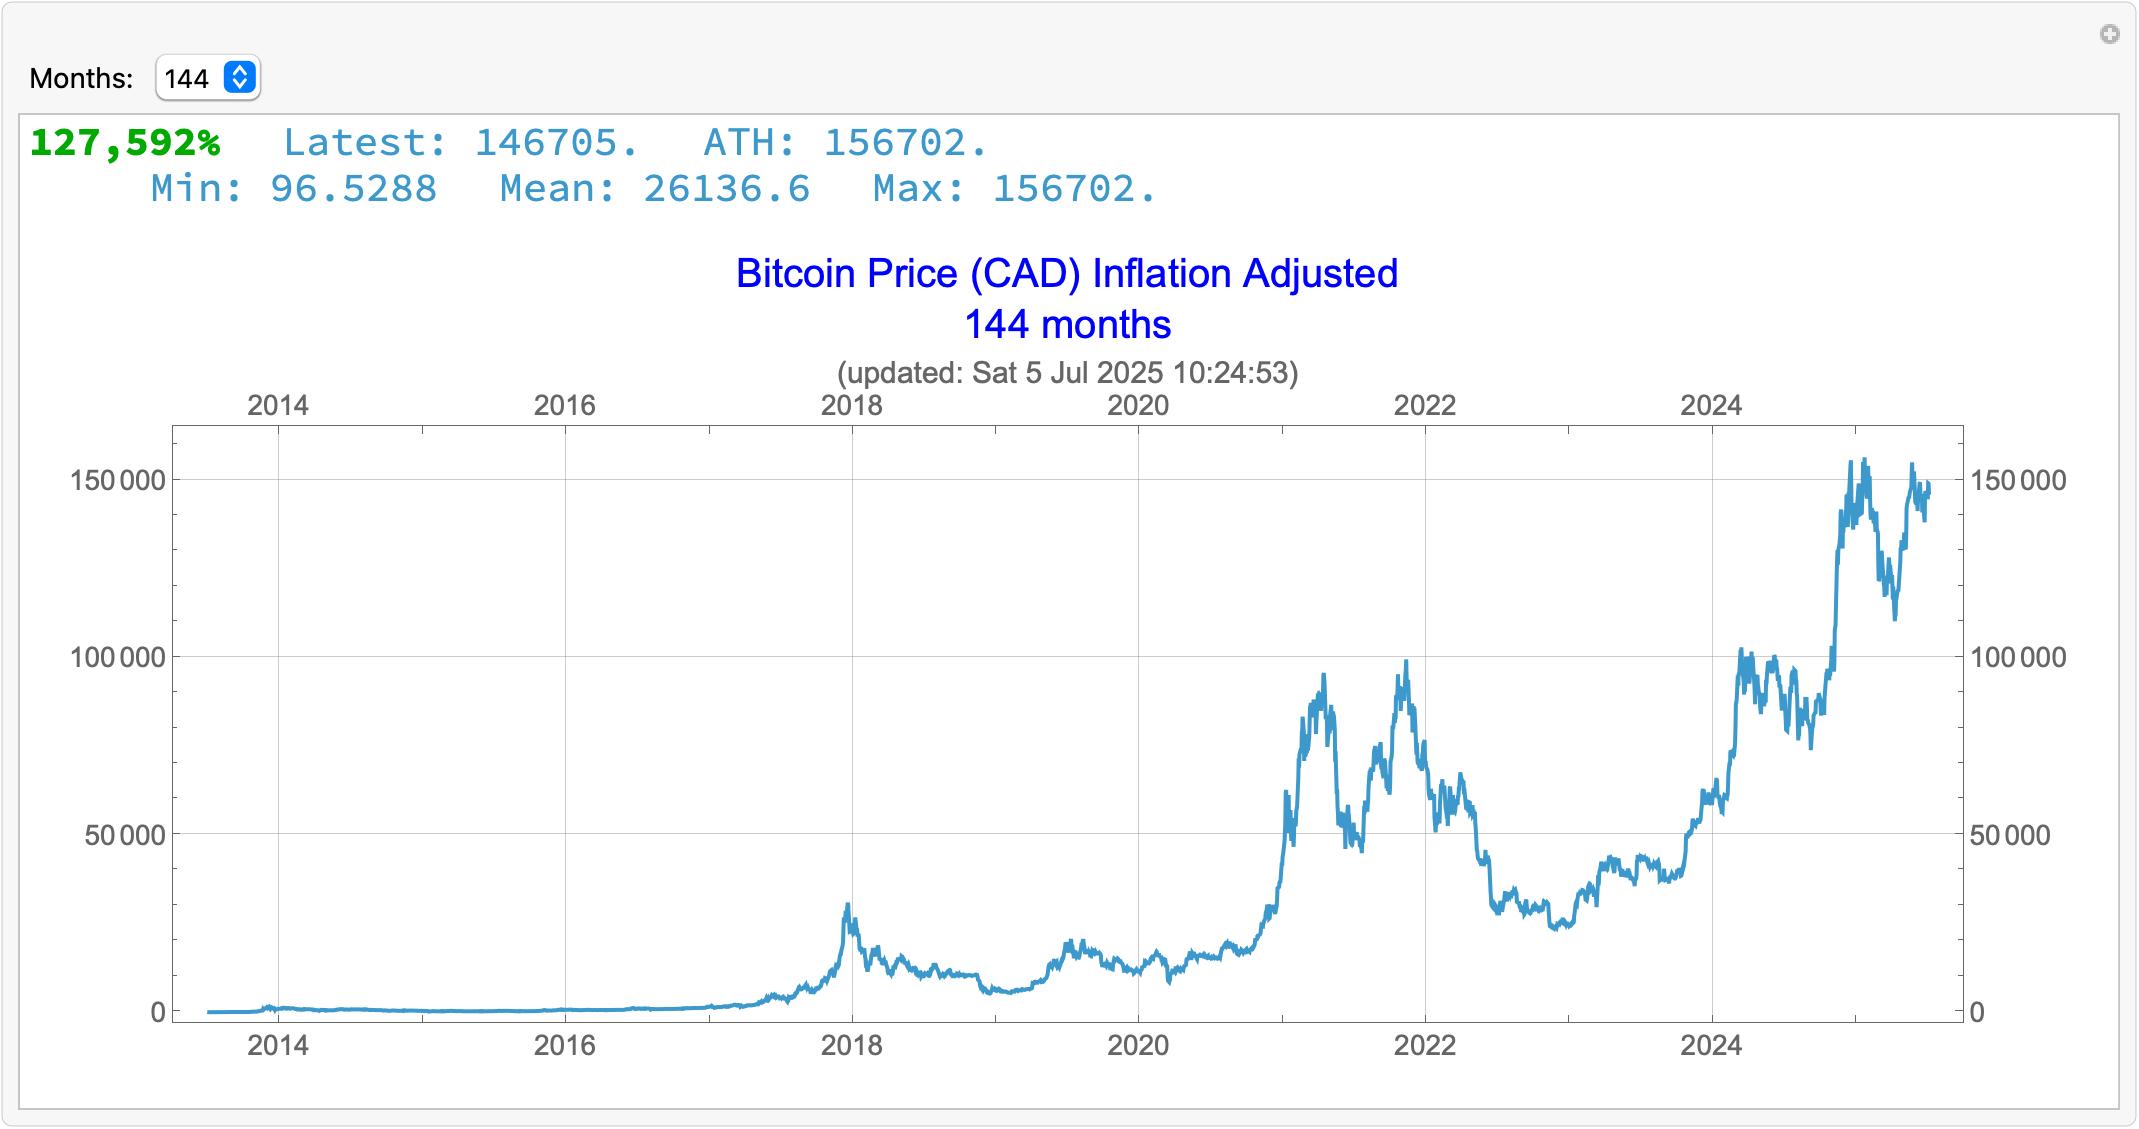 Months: 144
127,592% Latest: 146705. ATH: 156702.
Min: 96.5288 Mean: 26136.6 Max: 156702.
Bitcoin Price (CAD) Inflation Adjusted
144 months
(updated: Sat 5 Jul 2025 10:24:53)
2014 2016 2018 2020 2022 2024
150 000 150 000
100 000 100 000
50 000 50 000
0 0
2014 2016 2018 2020 2022 2024